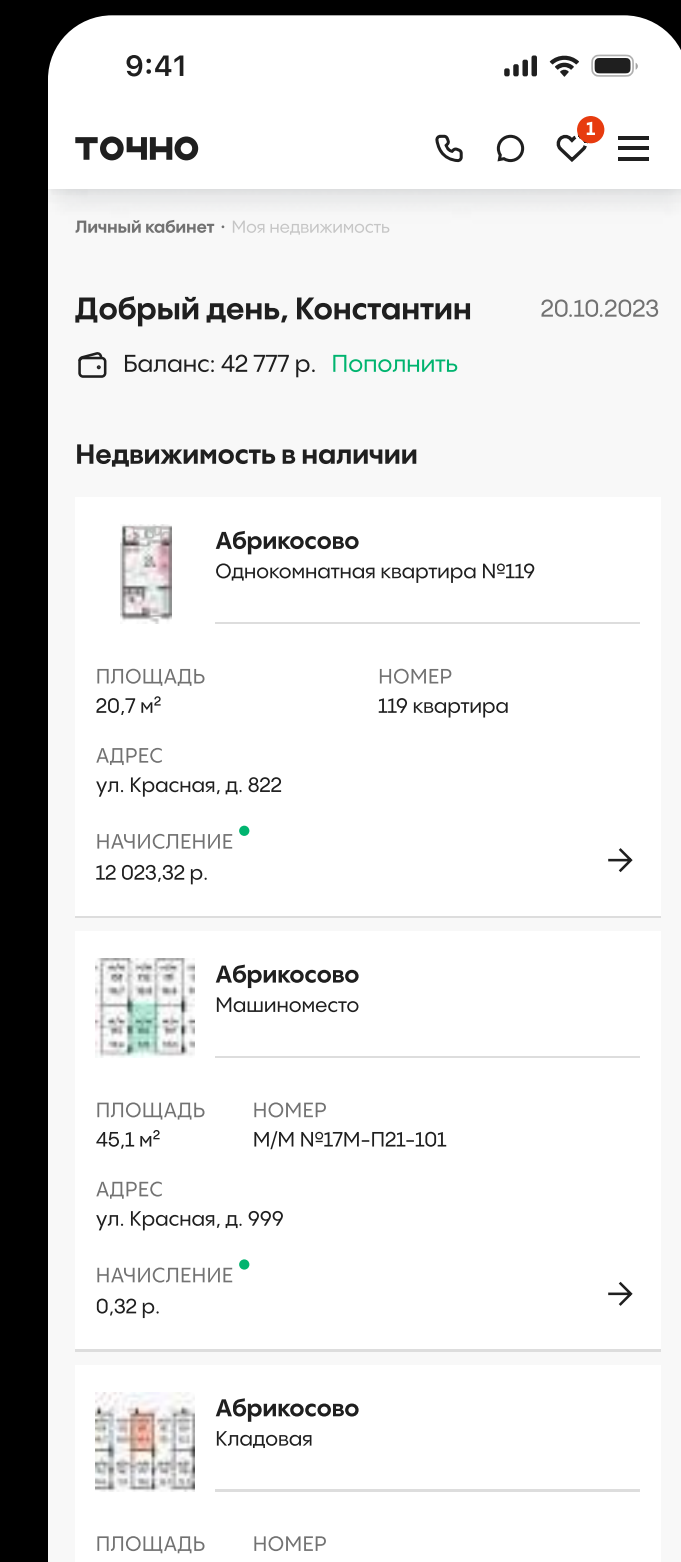 9:41
ТОЧНО
1
Личный кабинет · Моя недвижимость
Добрый день, Константин 20.10.2023
Баланс: 42 777 р. Пополнить
Недвижимость в наличии
Абрикосово
Однокомнатная квартира №119
ПЛОЩАДЬ НОМЕР
20,7 м² 119 квартира
АДРЕС
ул. Красная, д. 822
НАЧИСЛЕНИЕ
12 023,32 р.
Абрикосово
Машиноместо
ПЛОЩАДЬ НОМЕР
45,1 м² М/М №17М-П21-101
АДРЕС
ул. Красная, д. 999
НАЧИСЛЕНИЕ
0,32 р.
Абрикосово
Кладовая
ПЛОЩАДЬ НОМЕР